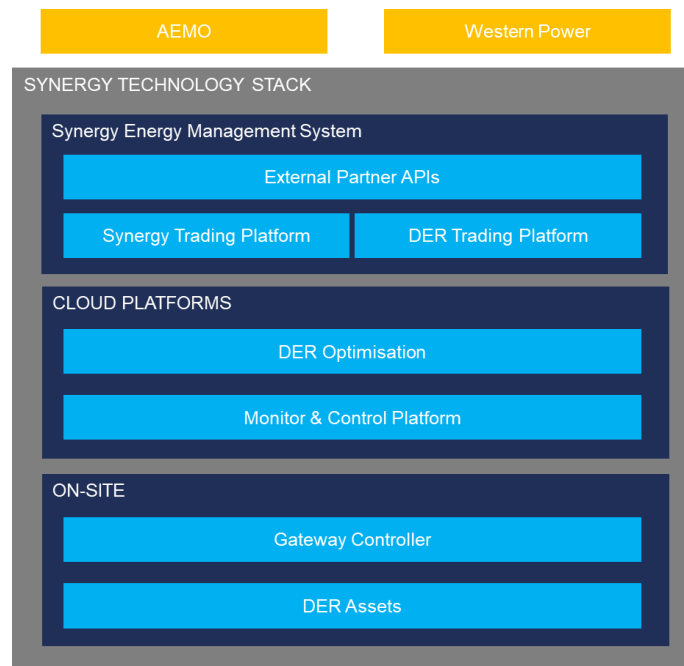 AEMO
Western Power
SYNERGY TECHNOLOGY STACK
Synergy Energy Management System
External Partner APIs
Synergy Trading Platform
DER Trading Platform
CLOUD PLATFORMS
DER Optimisation
Monitor & Control Platform
ON-SITE
Gateway Controller
DER Assets